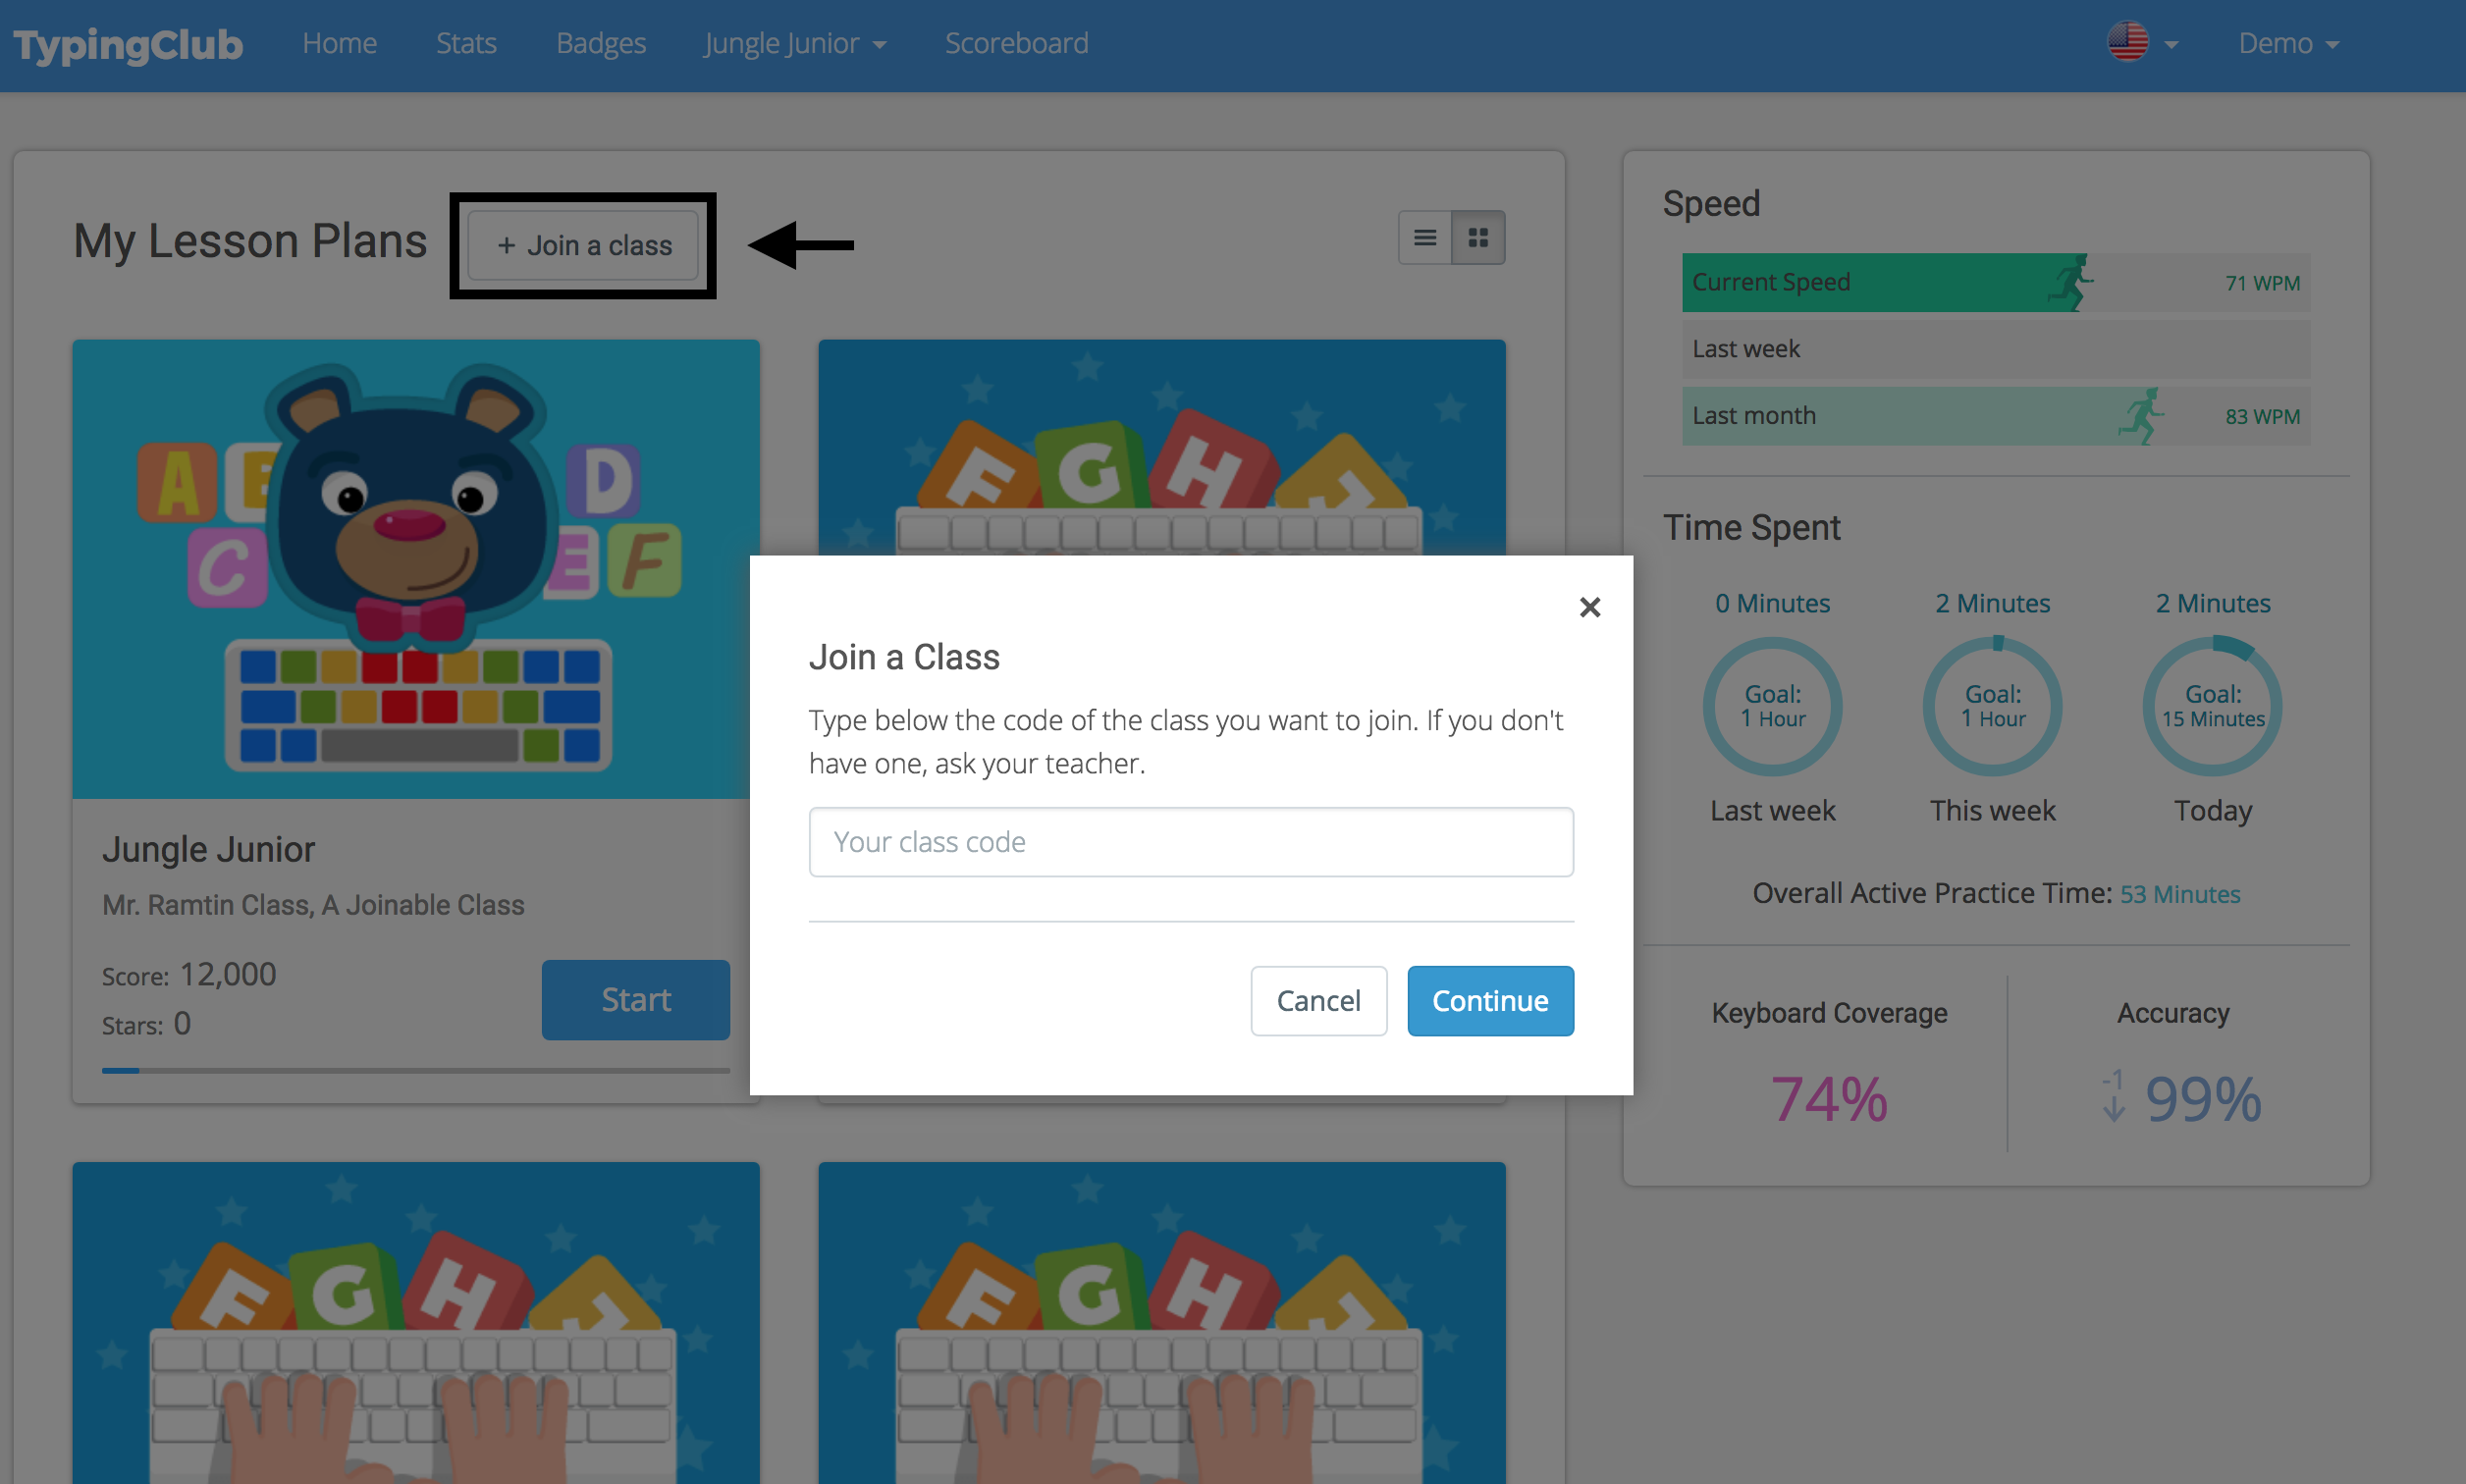 TypingClub
Home
Stats
Badges
Jungle Junior
Scoreboard
Demo
My Lesson Plans
+ Join a class
A
B
C
D
E
F
Jungle Junior
Mr. Ramtin Class, A Joinable Class
Score: 12,000
Stars: 0
Start
F
G
H
J
Join a Class
Type below the code of the class you want to join. If you don't
have one, ask your teacher.
Your class code
Cancel
Continue
F
G
H
J
F
G
H
J
Speed
Current Speed
71 WPM
Last week
Last month
83 WPM
Time Spent
0 Minutes
2 Minutes
2 Minutes
Goal:
1 Hour
Goal:
1 Hour
Goal:
15 Minutes
Last week
This week
Today
Overall Active Practice Time: 53 Minutes
Keyboard Coverage
74%
Accuracy
-1
99%